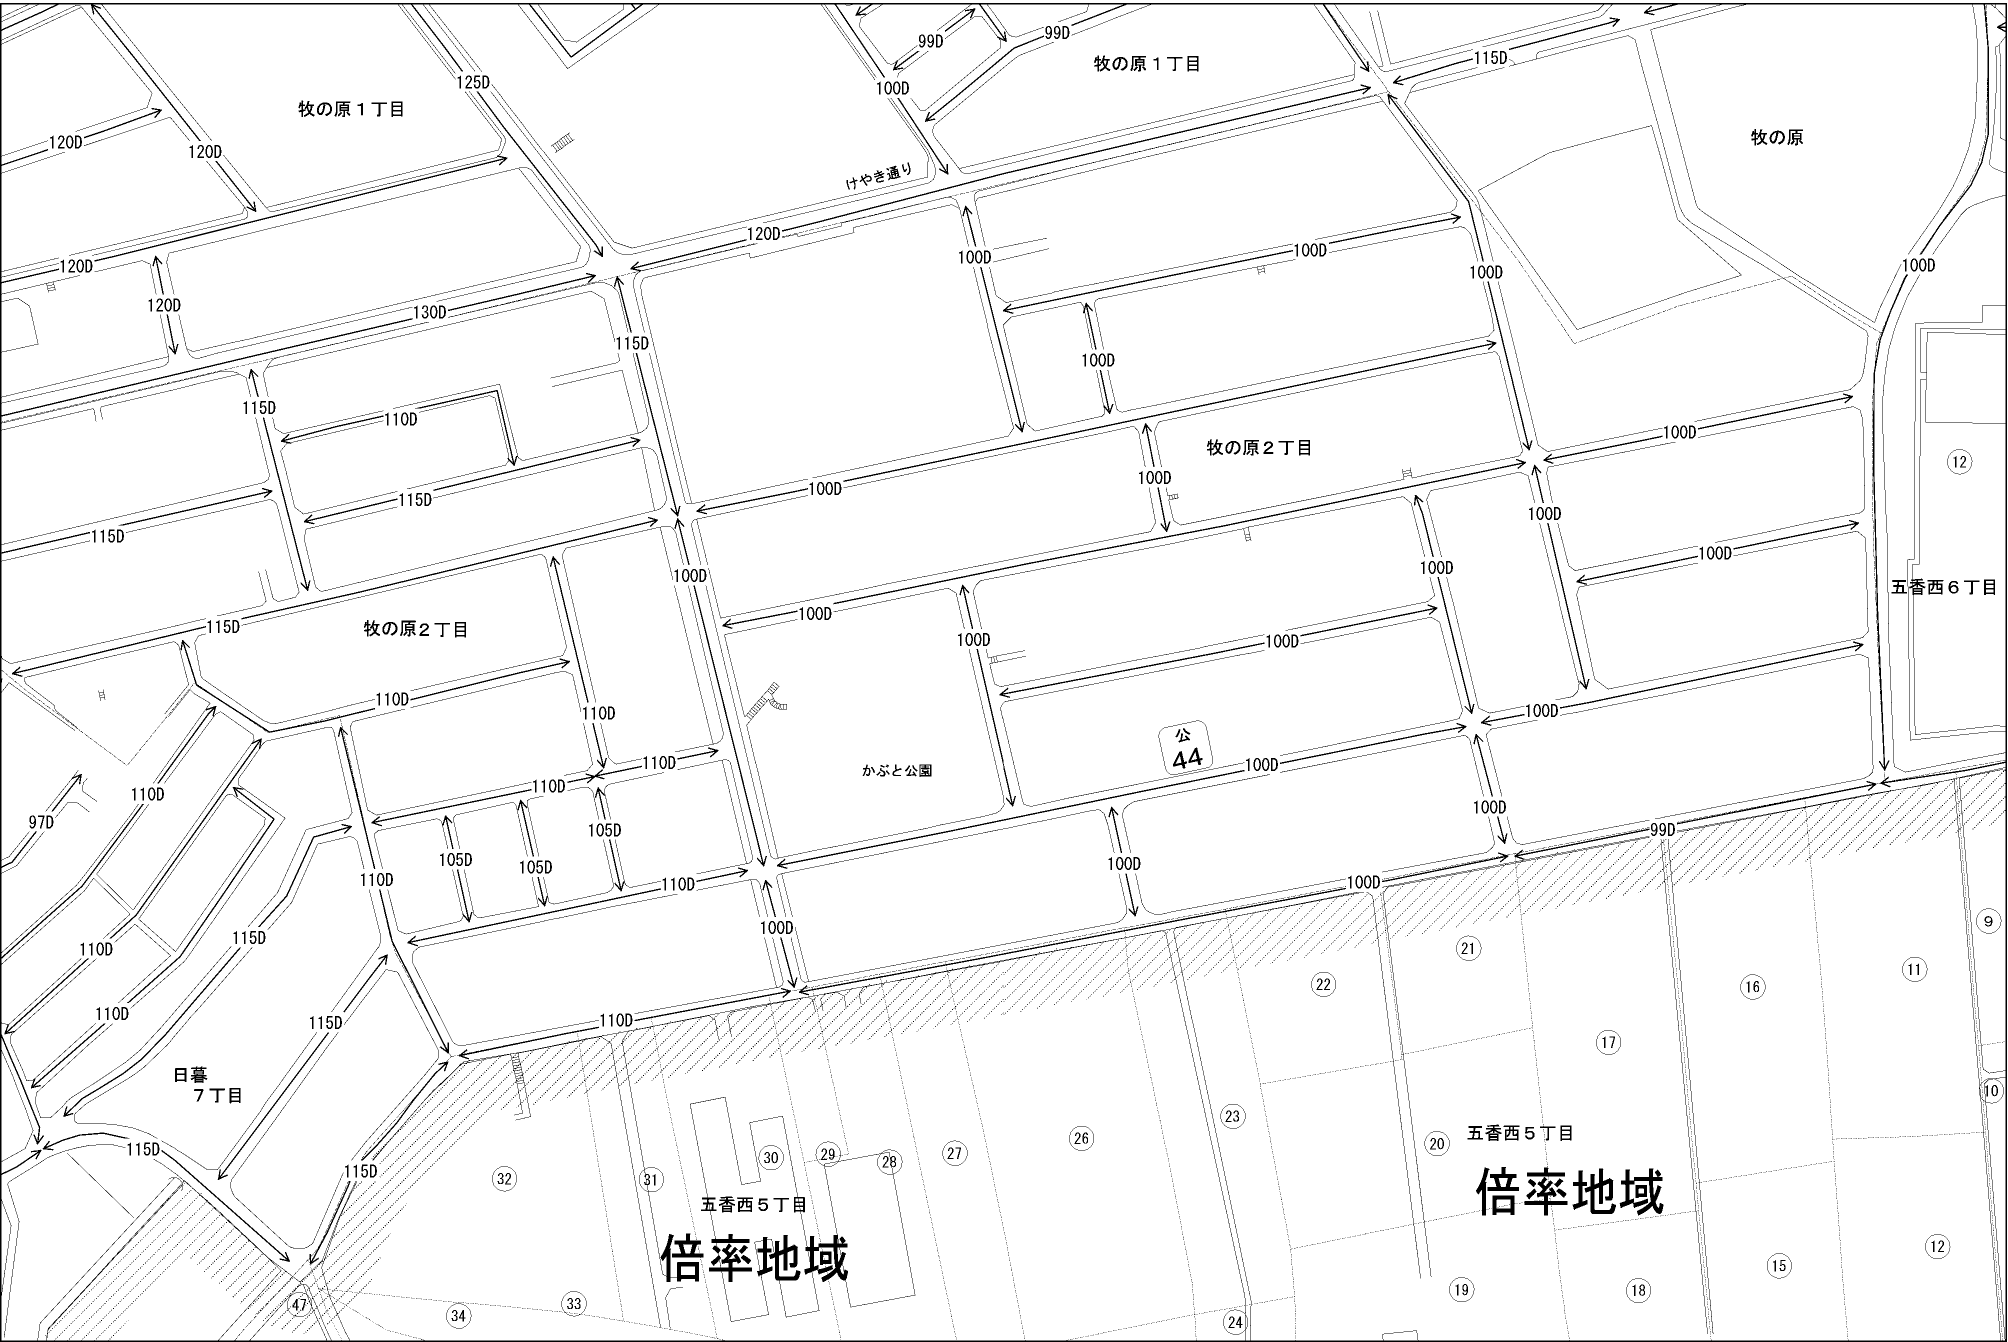 99D
99D
125D
100D
牧の原１丁目
115D
牧の原１丁目
120D
120D
牧の原
けやき通り
120D
100D
100D
120D
100D
100D
120D
130D
115D
100D
115D
110D
100D
牧の原２丁目
12
100D
100D
115D
100D
115D
100D
100D
100D
100D
五香西６丁目
115D
牧の原２丁目
100D
100D
100D
110D
110D
100D
公
44
110D
100D
かぶと公園
110D
110D
100D
97D
105D
99D
105D
105D
100D
110D
110D
100D
9
100D
115D
110D
21
11
22
16
110D
110D
115D
17
日暮
７丁目
10
23
五香西５丁目
26
20
115D
27
29
30
28
115D
32
31
倍率地域
五香西５丁目
12
倍率地域
15
19
18
47
33
34
24